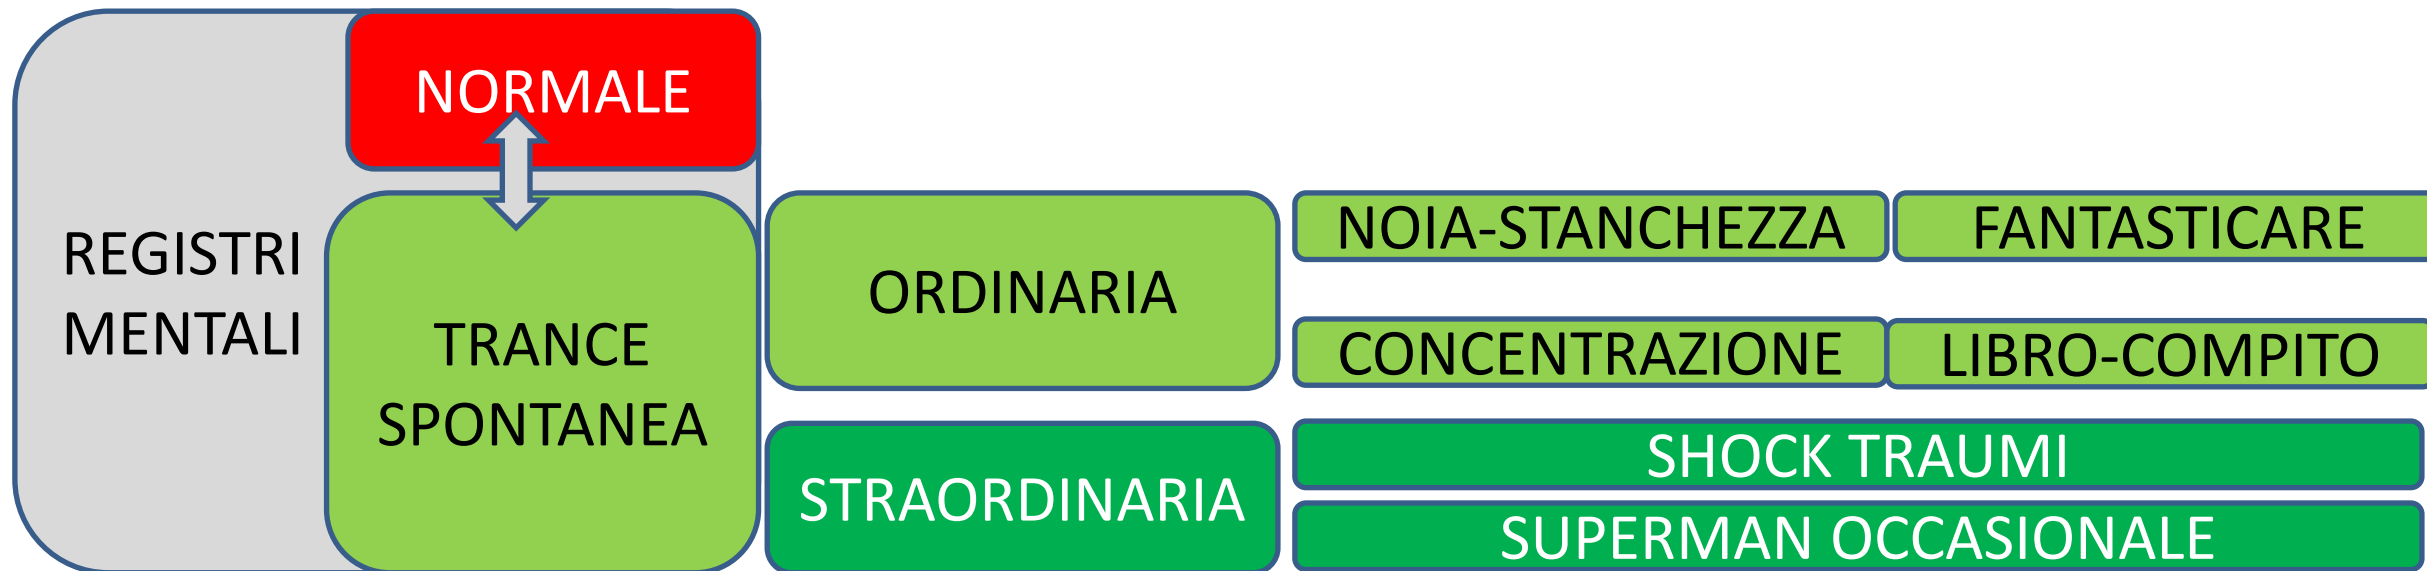 NORMALE
REGISTRI
MENTALI
TRANCE
SPONTANEA
ORDINARIA
NOIA-STANCHEZZA
FANTASTICARE
CONCENTRAZIONE
LIBRO-COMPITO
STRAORDINARIA
SHOCK TRAUMI
SUPERMAN OCCASIONALE